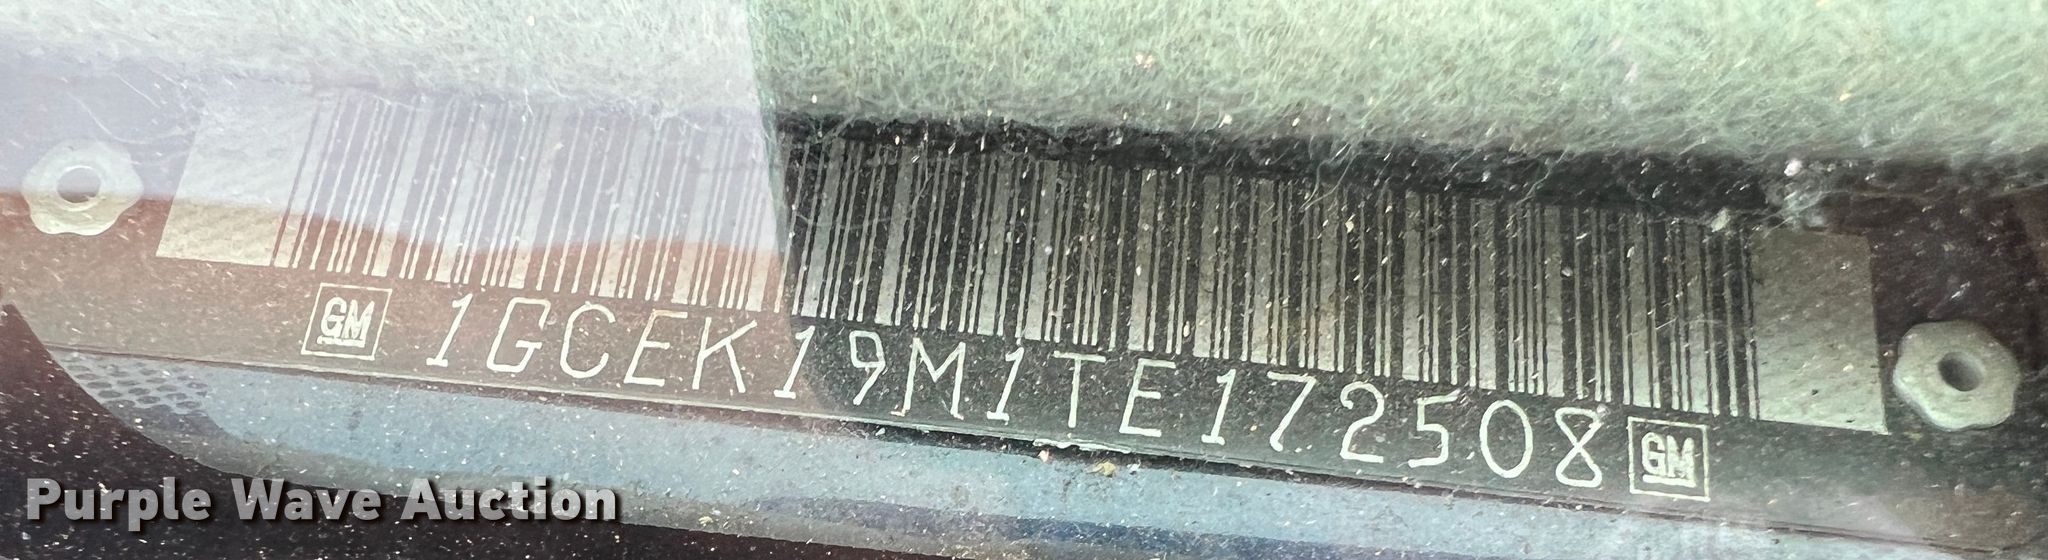 GM 1GCEK19M1TE172508 GM
Purple Wave Auction